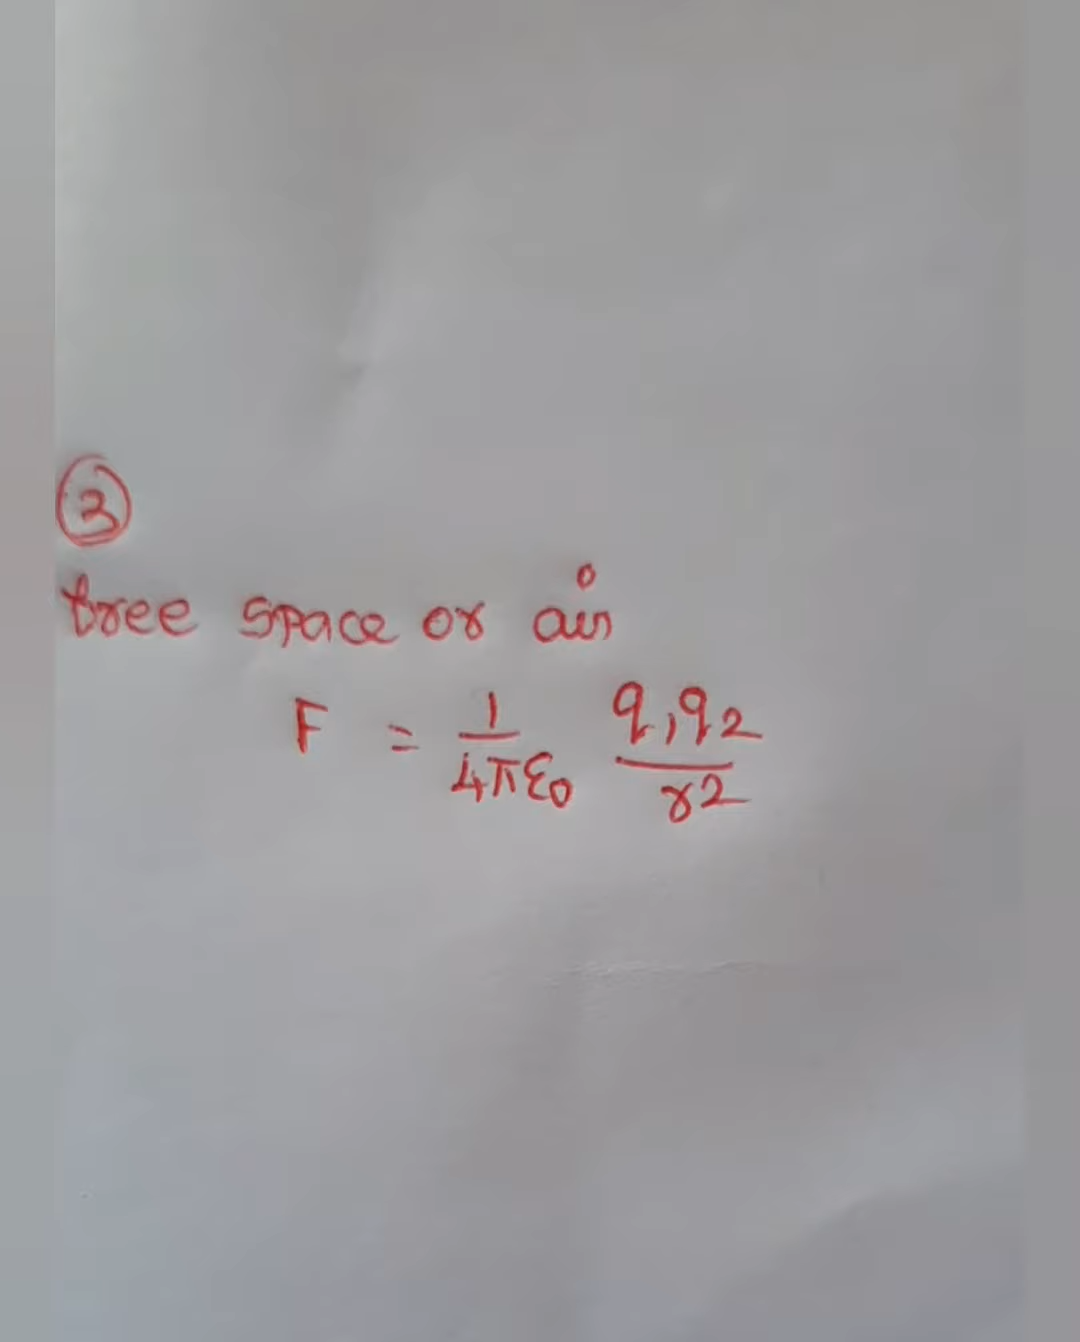 3
free space or air
F = 1/4πε0 q1q2/r2